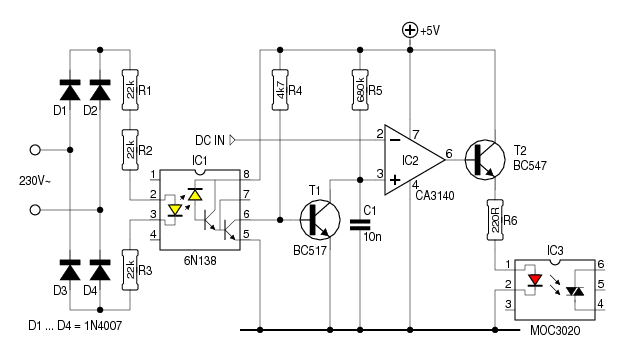 +5V
D1
D2
22k
R1
22k
R2
4k7
R4
680k
R5
DC IN
2
7
IC2
6
3
4
CA3140
T2
BC547
230V~
IC1
1
8
2
7
3
6
4
5
6N138
T1
BC517
C1
10n
220R
R6
D3
D4
22k
R3
IC3
1
6
2
5
3
4
MOC3020
D1 ... D4 = 1N4007